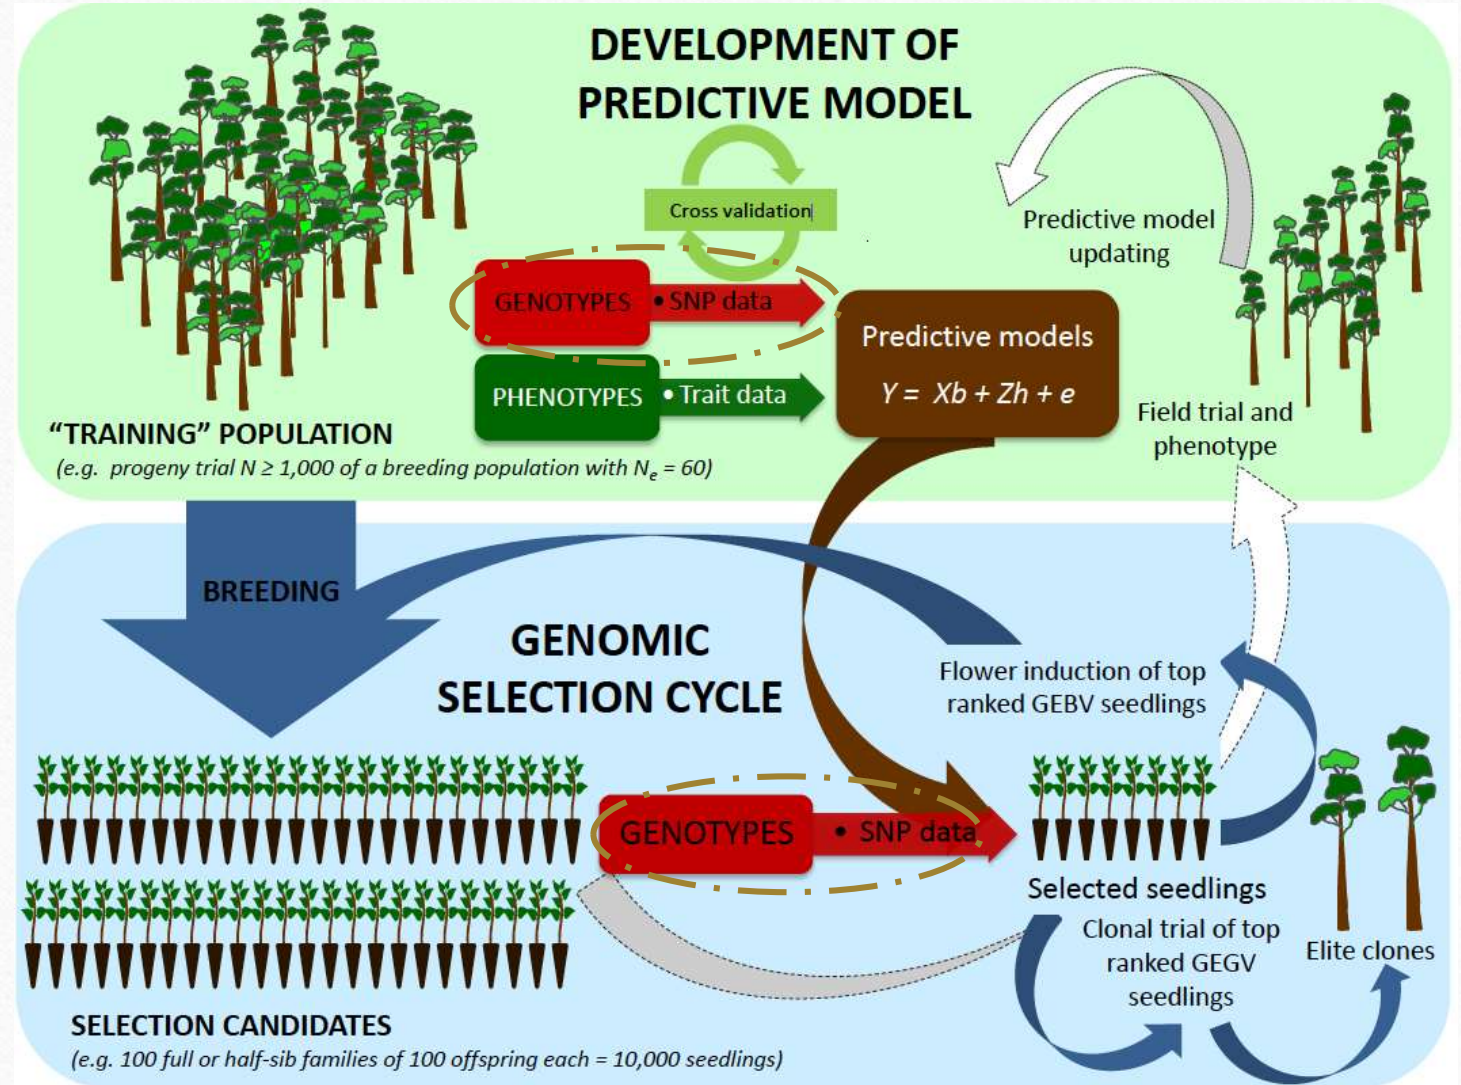 DEVELOPMENT OF
PREDICTIVE MODEL
Cross validation
GENOTYPES
• SNP data
PHENOTYPES
• Trait data
Predictive models
Y = Xb + Zh + e
Predictive model
updating
Field trial and
phenotype
“TRAINING” POPULATION
(e.g. progeny trial N ≥ 1,000 of a breeding population with Ne = 60)
BREEDING
GENOMIC
SELECTION CYCLE
Flower induction of top
ranked GEBV seedlings
GENOTYPES
• SNP data
Selected seedlings
Clonal trial of top
ranked GEGV
seedlings
Elite clones
SELECTION CANDIDATES
(e.g. 100 full or half-sib families of 100 offspring each = 10,000 seedlings)